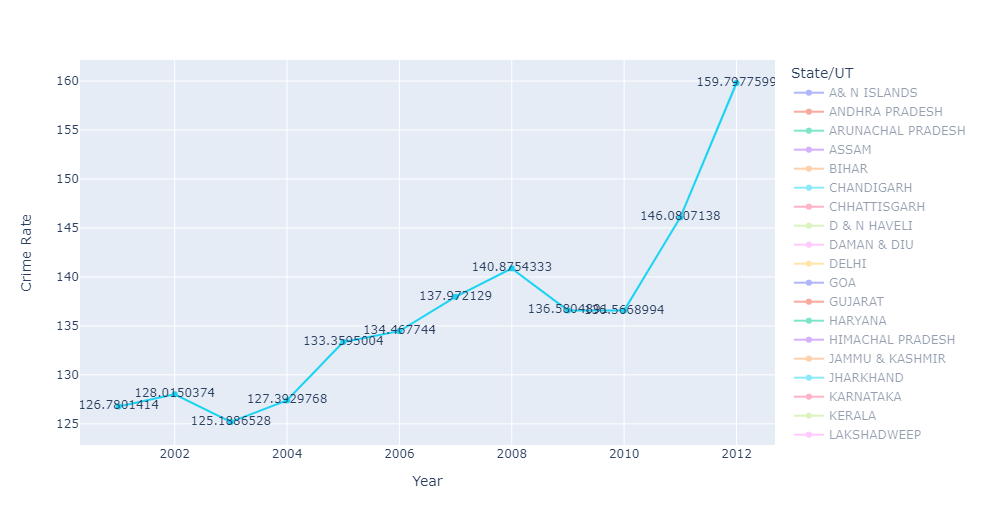 State/UT
A& N ISLANDS
ANDHRA PRADESH
ARUNACHAL PRADESH
ASSAM
BIHAR
CHANDIGARH
CHHATTISGARH
D & N HAVELI
DAMAN & DIU
DELHI
GOA
GUJARAT
HARYANA
HIMACHAL PRADESH
JAMMU & KASHMIR
JHARKHAND
KARNATAKA
KERALA
LAKSHADWEEP
Crime Rate
160
155
150
145
140
135
130
125
126.7801414
128.0150374
127.3929768
133.3595004
134.467744
137.972129
140.8754333
146.0807138
159.7977599
2002
2004
2006
2008
2010
2012
Year